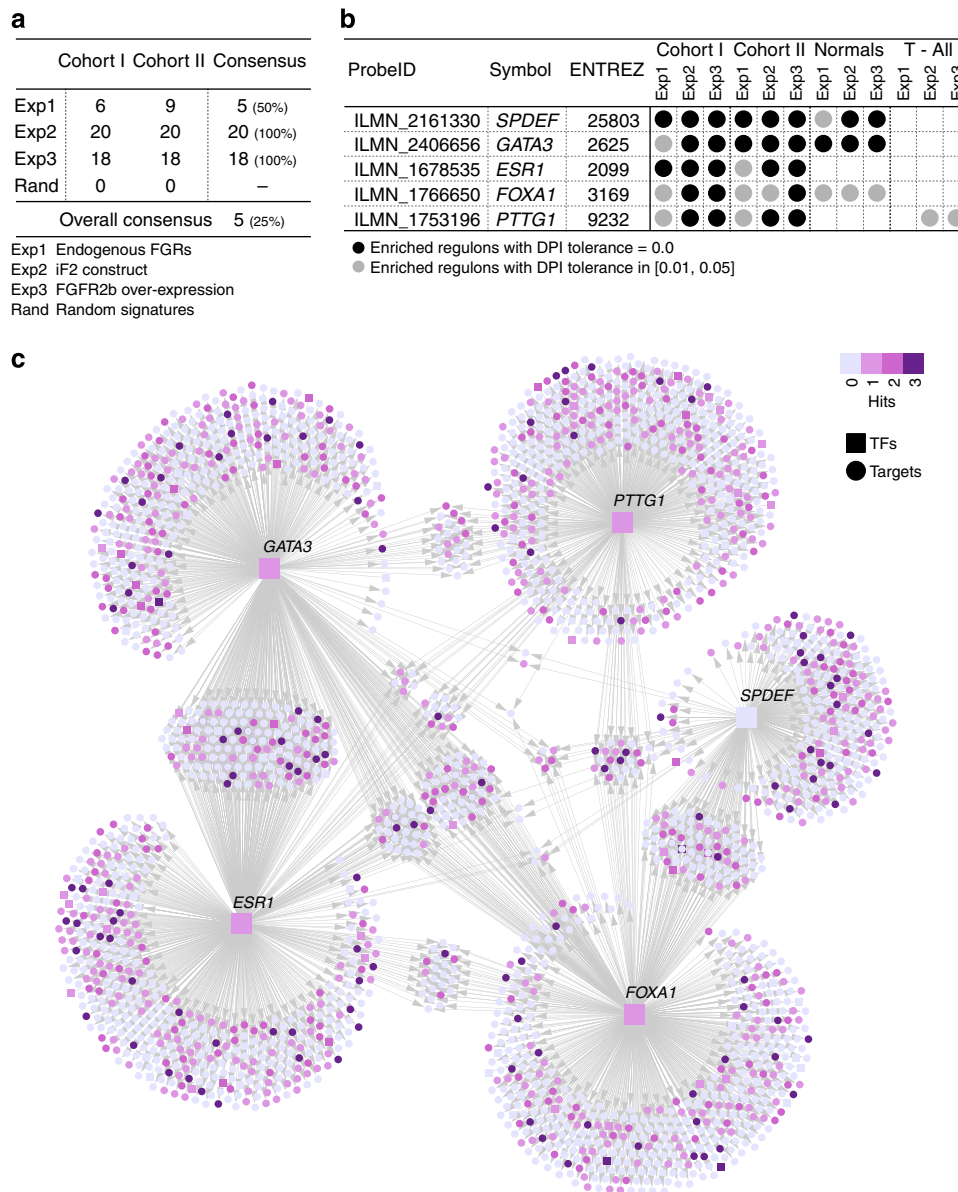 a
Cohort I Cohort II Consensus
Exp1 6 9 5 (50%)
Exp2 20 20 20 (100%)
Exp3 18 18 18 (100%)
Rand 0 0 –
Overall consensus 5 (25%)
Exp1 Endogenous FGRs
Exp2 iF2 construct
Exp3 FGFR2b over-expression
Rand Random signatures
b
Cohort I Cohort II Normals T - All
ProbeID Symbol ENTREZ Exp1 Exp2 Exp3 Exp1 Exp2 Exp3 Exp1 Exp2 Exp3 Exp1 Exp2 Exp3
ILMN_2161330 SPDEF 25803
ILMN_2406656 GATA3 2625
ILMN_1678535 ESR1 2099
ILMN_1766650 FOXA1 3169
ILMN_1753196 PTTG1 9232
Enriched regulons with DPI tolerance = 0.0
Enriched regulons with DPI tolerance in [0.01, 0.05]
c
0 1 2 3
Hits
TFs
Targets
PTTG1
GATA3
SPDEF
ESR1
FOXA1